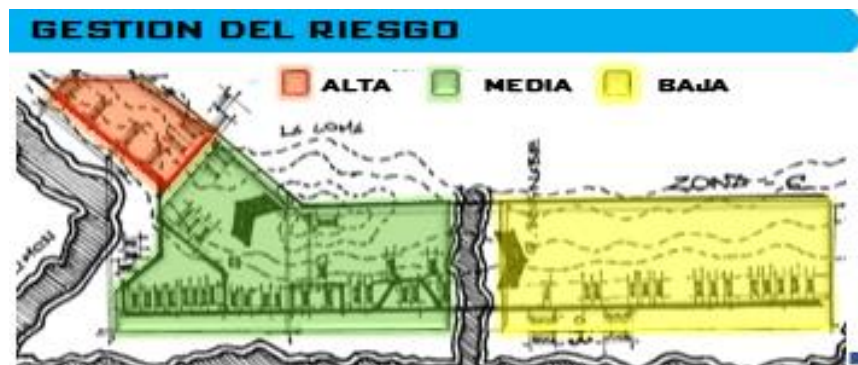 GESTION DEL RIESGO
ALTA MEDIA BAJA
LA LOMA
ZONA - C